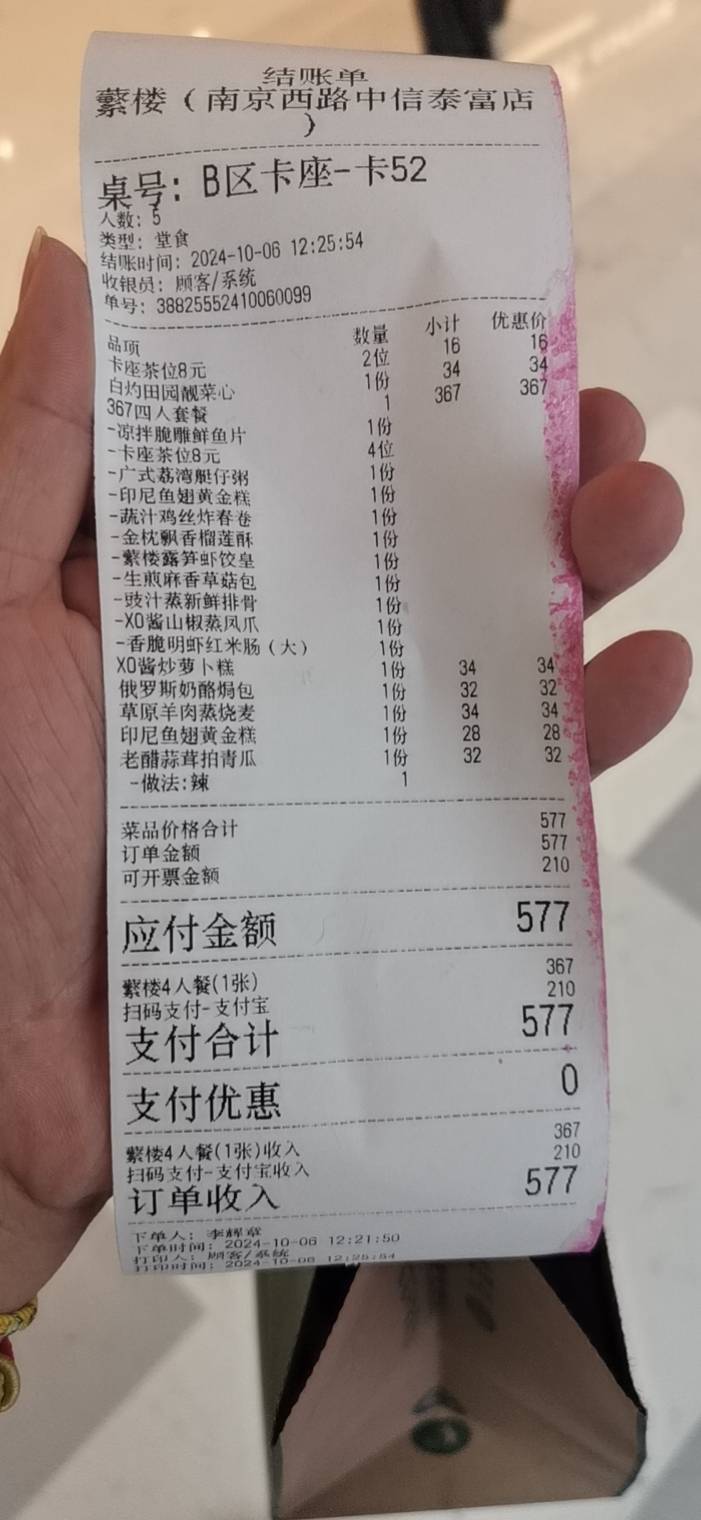 结账单
蘩楼（南京西路中信泰富店
）
桌号：B区卡座-卡52
人数：5
类型：堂食
结账时间：2024-10-06 12:25:54
收银员：顾客/系统
单号：38825552410060099
品项 数量 小计 优惠价
卡座茶位8元 2位 16 16
白灼田园靓菜心 1份 34 34
367四人套餐 1 367 367
-凉拌脆雕鲜鱼片 1份
-卡座茶位8元 4位
-广式荔湾艇仔粥 1份
-印尼鱼翅黄金糕 1份
-蔬汁鸡丝炸春卷 1份
-金枕飘香榴莲酥 1份
-蘩楼露笋虾饺皇 1份
-生煎麻香草菇包 1份
-豉汁蒸新鲜排骨 1份
-XO酱山椒蒸凤爪 1份
-香脆明虾红米肠（大） 1份
XO酱炒萝卜糕 1份 34 34
俄罗斯奶酪焗包 1份 32 32
草原羊肉蒸烧麦 1份 34 34
印尼鱼翅黄金糕 1份 28 28
老醋蒜茸拍青瓜 1份 32 32
-做法：辣 1
菜品价格合计 577
订单金额 577
可开票金额 210
应付金额 577
蘩楼4人餐(1张) 367
扫码支付-支付宝 210
支付合计 577
支付优惠 0
蘩楼4人餐(1张)收入 367
扫码支付-支付宝收入 210
订单收入 577
下单人：李辉章
下单时间：2024-10-06 12:21:50
打印人：顾客/系统
打印时间：2024-10-06 12:25:54